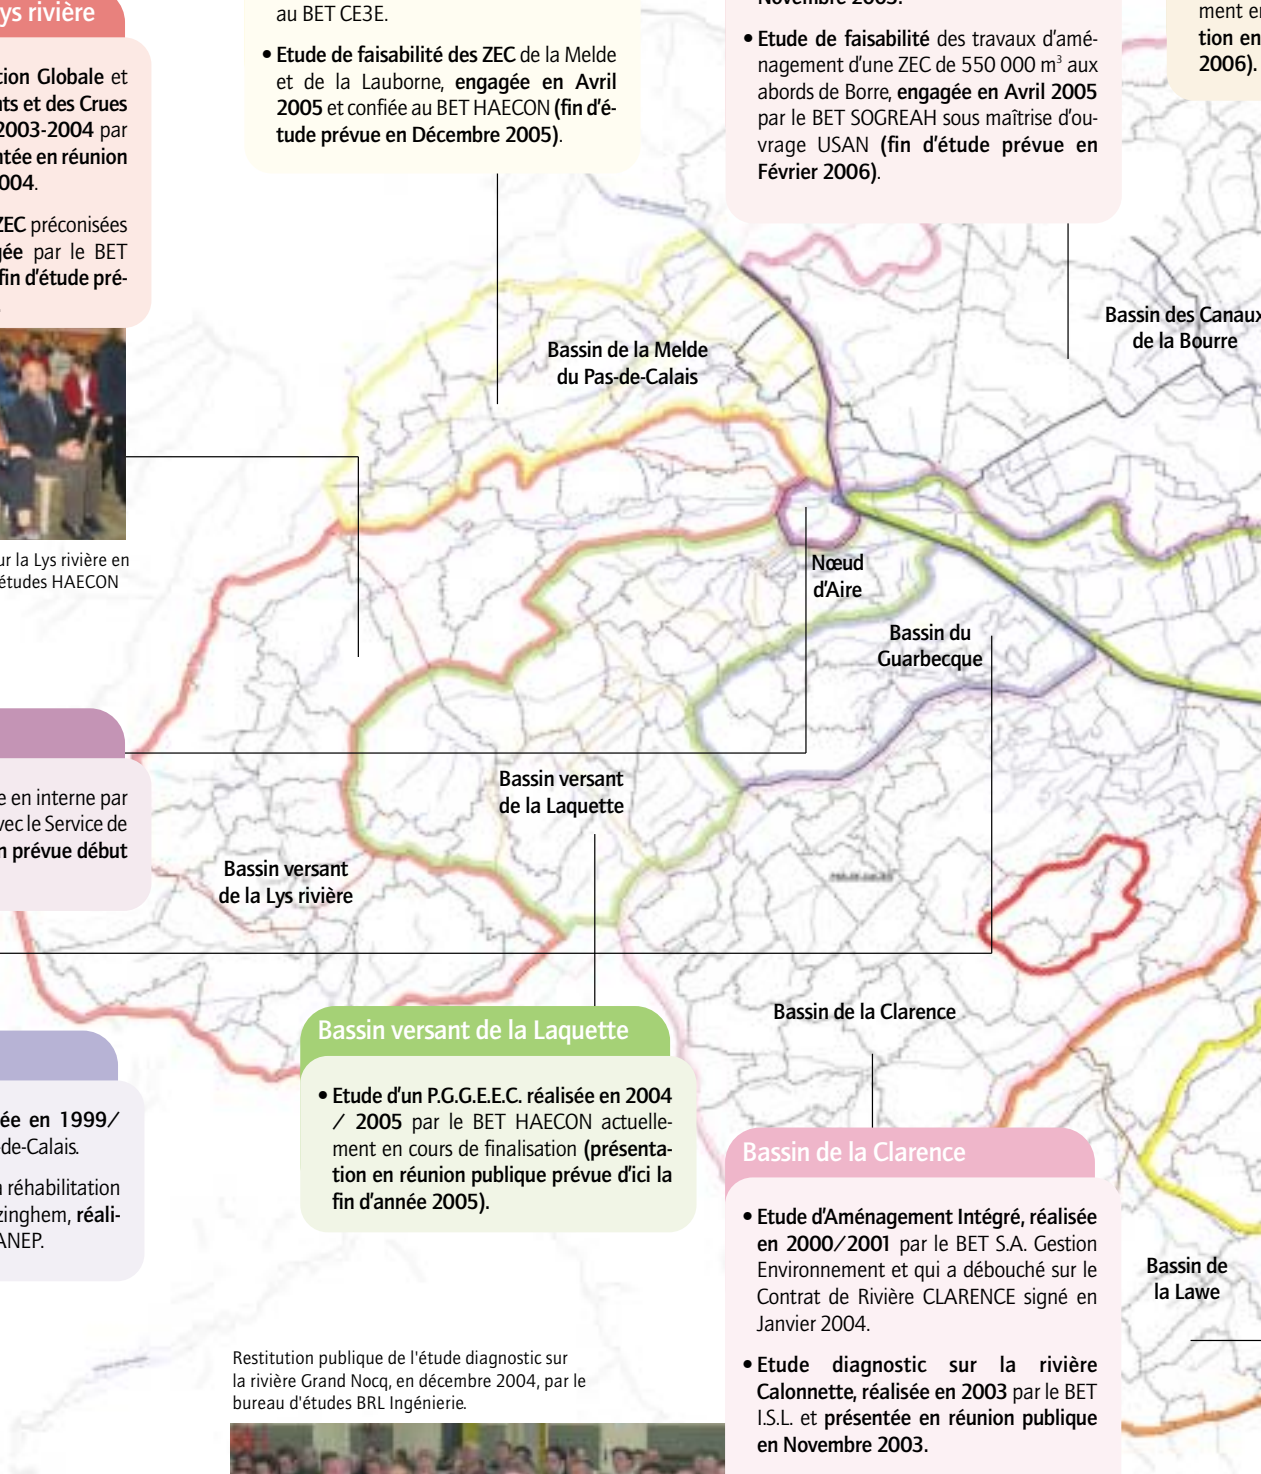 ys rivière
tion Globale et
ts et des Crues
2003-2004 par
ntée en réunion
004.
ZEC préconisées
gée par le BET
fin d'étude pré-
au BET CE3E.
• Etude de faisabilité des ZEC de la Melde
et de la Lauborne, engagée en Avril
2005 et confiée au BET HAECON (fin d'é-
tude prévue en Décembre 2005).
Novembre 2003.
• Etude de faisabilité des travaux d'amé-
nagement d'une ZEC de 550 000 m³ aux
abords de Borre, engagée en Avril 2005
par le BET SOGREAH sous maîtrise d'ou-
vrage USAN (fin d'étude prévue en
Février 2006).
ment en
tion en
2006).
Bassin des Canaux
de la Bourre
Bassin de la Melde
du Pas-de-Calais
ur la Lys rivière en
études HAECON
Nœud
d'Aire
Bassin du
Guarbecque
Bassin versant
de la Laquette
e en interne par
vec le Service de
n prévue début
Bassin versant
de la Lys rivière
Bassin de la Clarence
Bassin versant de la Laquette
• Etude d'un P.G.G.E.E.C. réalisée en 2004
/ 2005 par le BET HAECON actuelle-
ment en cours de finalisation (présenta-
tion en réunion publique prévue d'ici la
fin d'année 2005).
ée en 1999/
-de-Calais.
n réhabilitation
zinghem, réali-
ANEP.
Bassin de la Clarence
• Etude d'Aménagement Intégré, réalisée
en 2000/2001 par le BET S.A. Gestion
Environnement et qui a débouché sur le
Contrat de Rivière CLARENCE signé en
Janvier 2004.
• Etude diagnostic sur la rivière
Calonnette, réalisée en 2003 par le BET
I.S.L. et présentée en réunion publique
en Novembre 2003.
Bassin de
la Lawe
Restitution publique de l'étude diagnostic sur
la rivière Grand Nocq, en décembre 2004, par le
bureau d'études BRL Ingénierie.